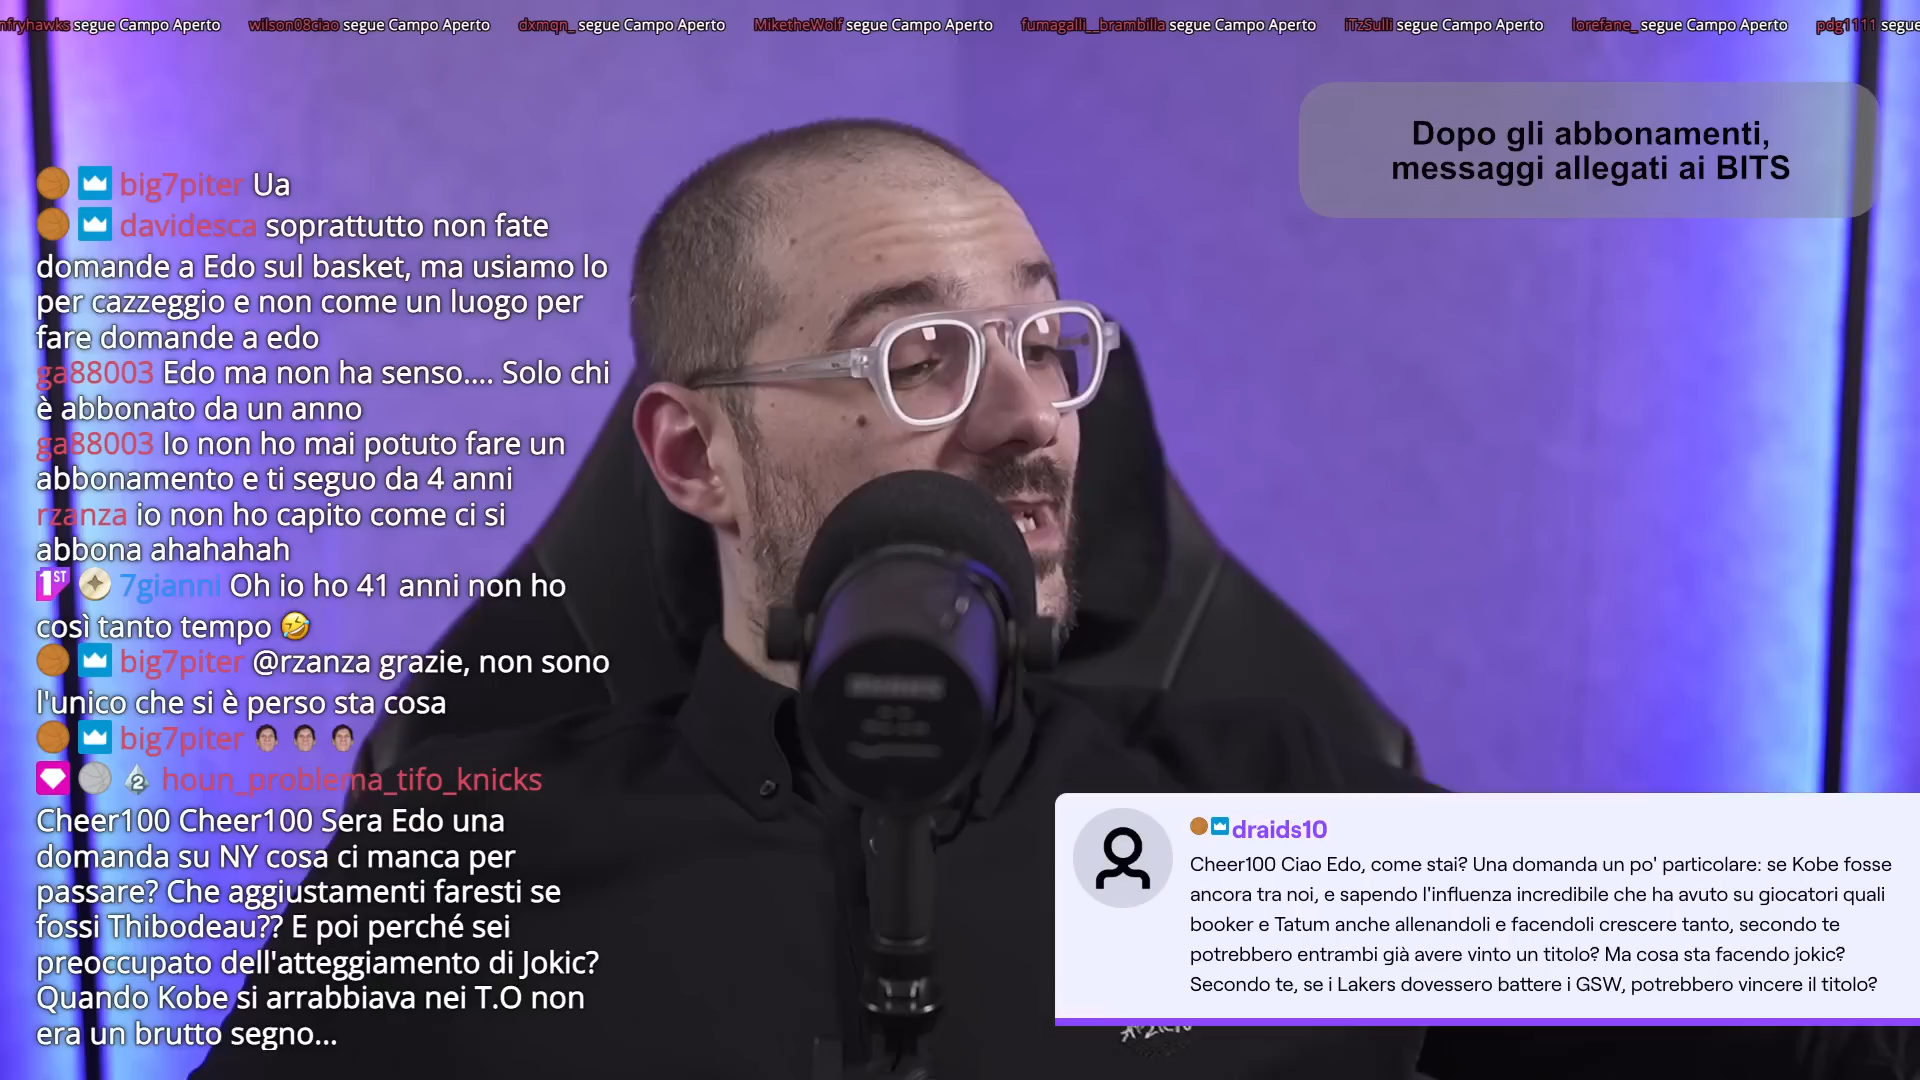 nfryhawks segue Campo Aperto wilson08ciao segue Campo Aperto dxmqn_ segue Campo Aperto MiketheWolf segue Campo Aperto fumagalli__brambilla segue Campo Aperto iTzSulli segue Campo Aperto lorefane_ segue Campo Aperto pdg1111 segue
Dopo gli abbonamenti,
messaggi allegati ai BITS
big7piter Ua
davidesca soprattutto non fate
domande a Edo sul basket, ma usiamo lo
per cazzeggio e non come un luogo per
fare domande a edo
ga88003 Edo ma non ha senso.... Solo chi
è abbonato da un anno
ga88003 Io non ho mai potuto fare un
abbonamento e ti seguo da 4 anni
rzanza io non ho capito come ci si
abbona ahahahah
1ST 7gianni Oh io ho 41 anni non ho
così tanto tempo 🤣
big7piter @rzanza grazie, non sono
l'unico che si è perso sta cosa
big7piter
2 houn_problema_tifo_knicks
Cheer100 Cheer100 Sera Edo una
domanda su NY cosa ci manca per
passare? Che aggiustamenti faresti se
fossi Thibodeau?? E poi perché sei
preoccupato dell'atteggiamento di Jokic?
Quando Kobe si arrabbiava nei T.O non
era un brutto segno...
draids10
Cheer100 Ciao Edo, come stai? Una domanda un po' particolare: se Kobe fosse
ancora tra noi, e sapendo l'influenza incredibile che ha avuto su giocatori quali
booker e Tatum anche allenandoli e facendoli crescere tanto, secondo te
potrebbero entrambi già avere vinto un titolo? Ma cosa sta facendo jokic?
Secondo te, se i Lakers dovessero battere i GSW, potrebbero vincere il titolo?